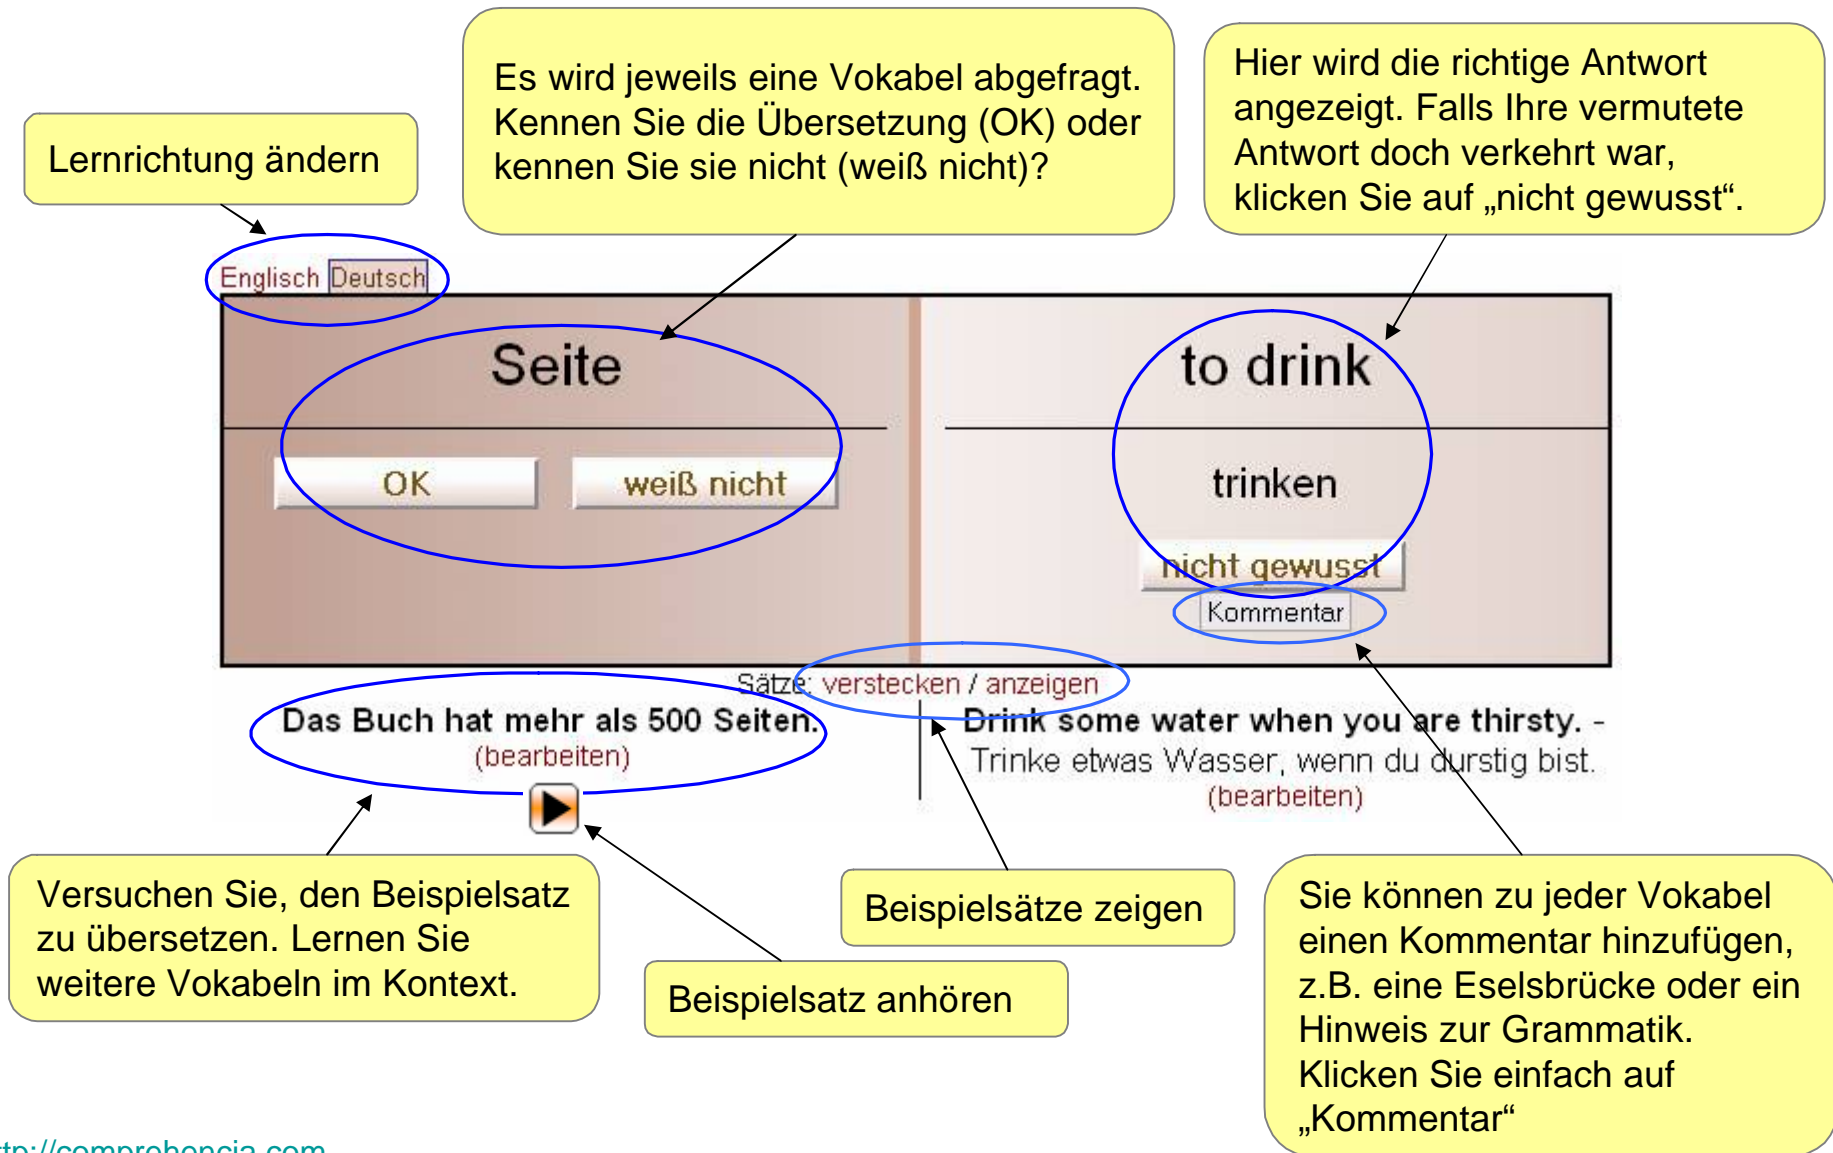 Es wird jeweils eine Vokabel abgefragt.
Kennen Sie die Übersetzung (OK) oder
kennen Sie sie nicht (weiß nicht)?
Hier wird die richtige Antwort
angezeigt. Falls Ihre vermutete
Antwort doch verkehrt war,
klicken Sie auf „nicht gewusst“.
Lernrichtung ändern
Englisch Deutsch
Seite
OK
weiß nicht
to drink
trinken
nicht gewusst
Kommentar
Sätze: verstecken / anzeigen
Das Buch hat mehr als 500 Seiten.
(bearbeiten)
Drink some water when you are thirsty. -
Trinke etwas Wasser, wenn du durstig bist.
(bearbeiten)
Versuchen Sie, den Beispielsatz
zu übersetzen. Lernen Sie
weitere Vokabeln im Kontext.
Beispielsatz anhören
Beispielsätze zeigen
Sie können zu jeder Vokabel
einen Kommentar hinzufügen,
z.B. eine Eselsbrücke oder ein
Hinweis zur Grammatik.
Klicken Sie einfach auf
„Kommentar“